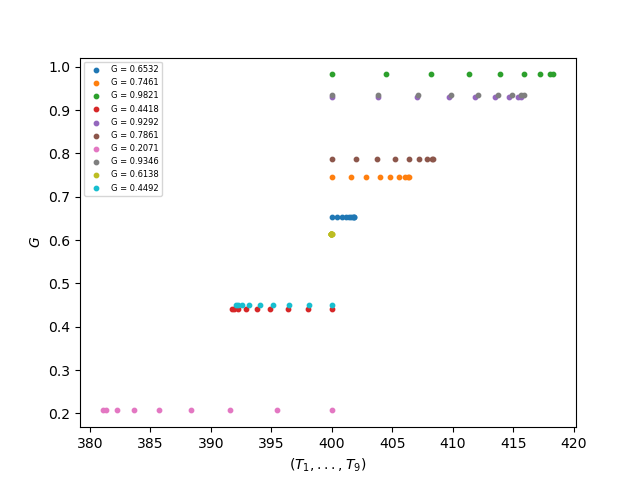 1.0
0.9
0.8
0.7
0.6
0.5
0.4
0.3
0.2
G
G = 0.6532
G = 0.7461
G = 0.9821
G = 0.4418
G = 0.9292
G = 0.7861
G = 0.2071
G = 0.9346
G = 0.6138
G = 0.4492
380 385 390 395 400 405 410 415 420
(T₁, . . . , T₉)